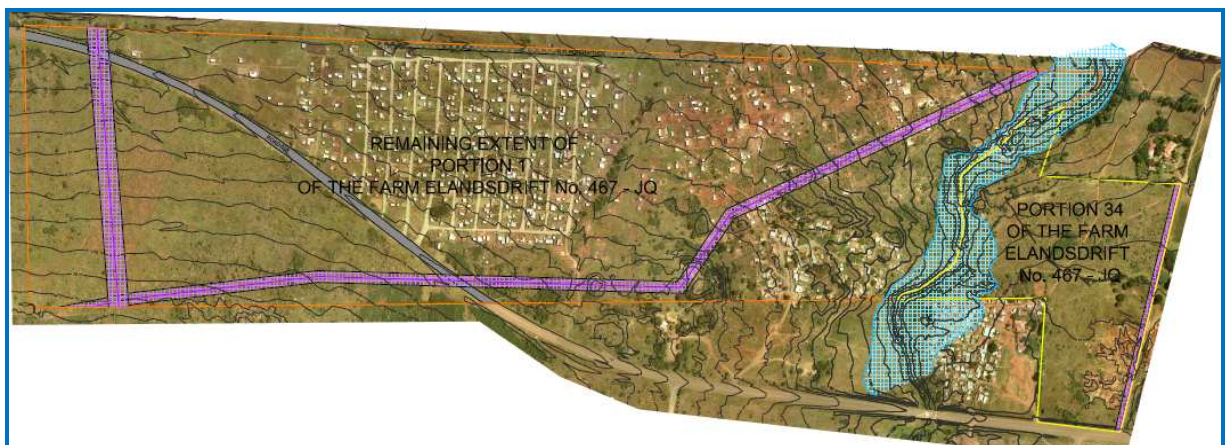 REMAINING EXTENT OF
PORTION 1
OF THE FARM ELANDSDRIFT No. 467 - JQ
PORTION 34
OF THE FARM
ELANDSDRIFT
No. 467 - JQ